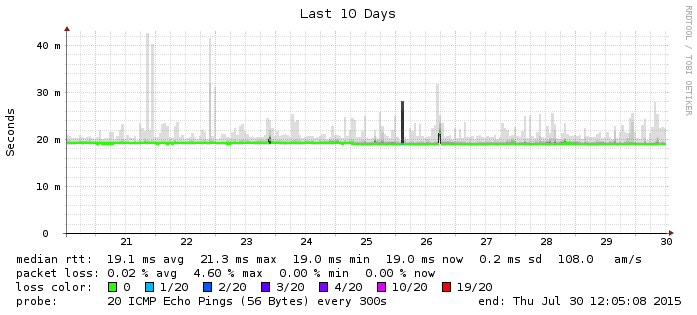 Last 10 Days
RRDTOOL / TOBI OETIKER
Seconds
40 m
30 m
20 m
10 m
0
21 22 23 24 25 26 27 28 29 30
median rtt: 19.1 ms avg 21.3 ms max 19.0 ms min 19.0 ms now 0.2 ms sd 108.0 am/s
packet loss: 0.02 % avg 4.60 % max 0.00 % min 0.00 % now
loss color: 0 1/20 2/20 3/20 4/20 10/20 19/20
probe: 20 ICMP Echo Pings (56 Bytes) every 300s end: Thu Jul 30 12:05:08 2015